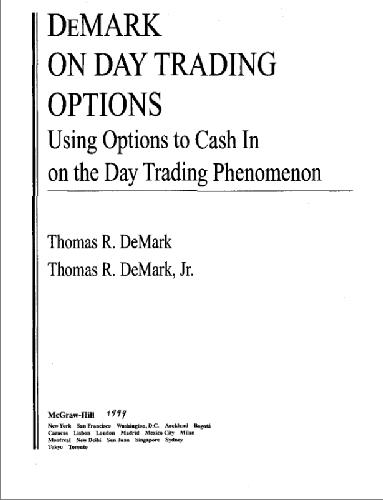 DEMARK
ON DAY TRADING
OPTIONS
Using Options to Cash In
on the Day Trading Phenomenon
Thomas R. DeMark
Thomas R. DeMark, Jr.
McGraw-Hill 1999
New York San Francisco Washington, D.C. Auckland Bogotá
Caracas Lisbon London Madrid Mexico City Milan
Montreal New Delhi San Juan Singapore Sydney
Tokyo Toronto